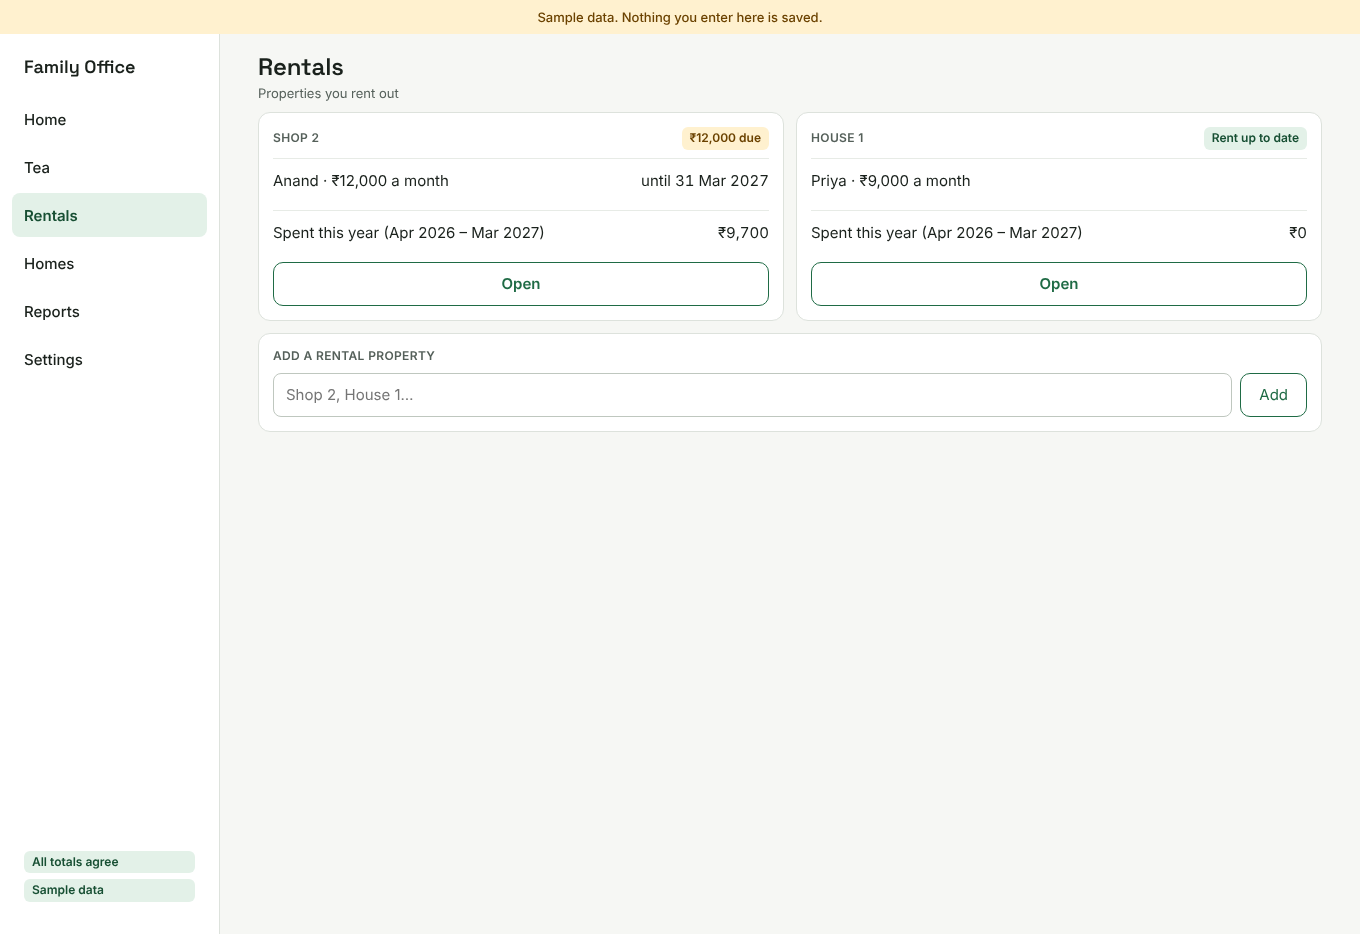 Sample data. Nothing you enter here is saved.
Family Office
Home
Tea
Rentals
Homes
Reports
Settings
All totals agree
Sample data
Rentals
Properties you rent out
SHOP 2
₹12,000 due
Anand · ₹12,000 a month
until 31 Mar 2027
Spent this year (Apr 2026 – Mar 2027)
₹9,700
Open
HOUSE 1
Rent up to date
Priya · ₹9,000 a month
Spent this year (Apr 2026 – Mar 2027)
₹0
Open
ADD A RENTAL PROPERTY
Shop 2, House 1...
Add